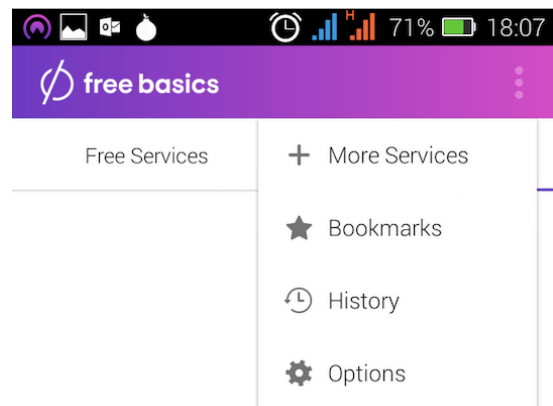 H 71% 18:07
free basics
Free Services
More Services
Bookmarks
History
Options